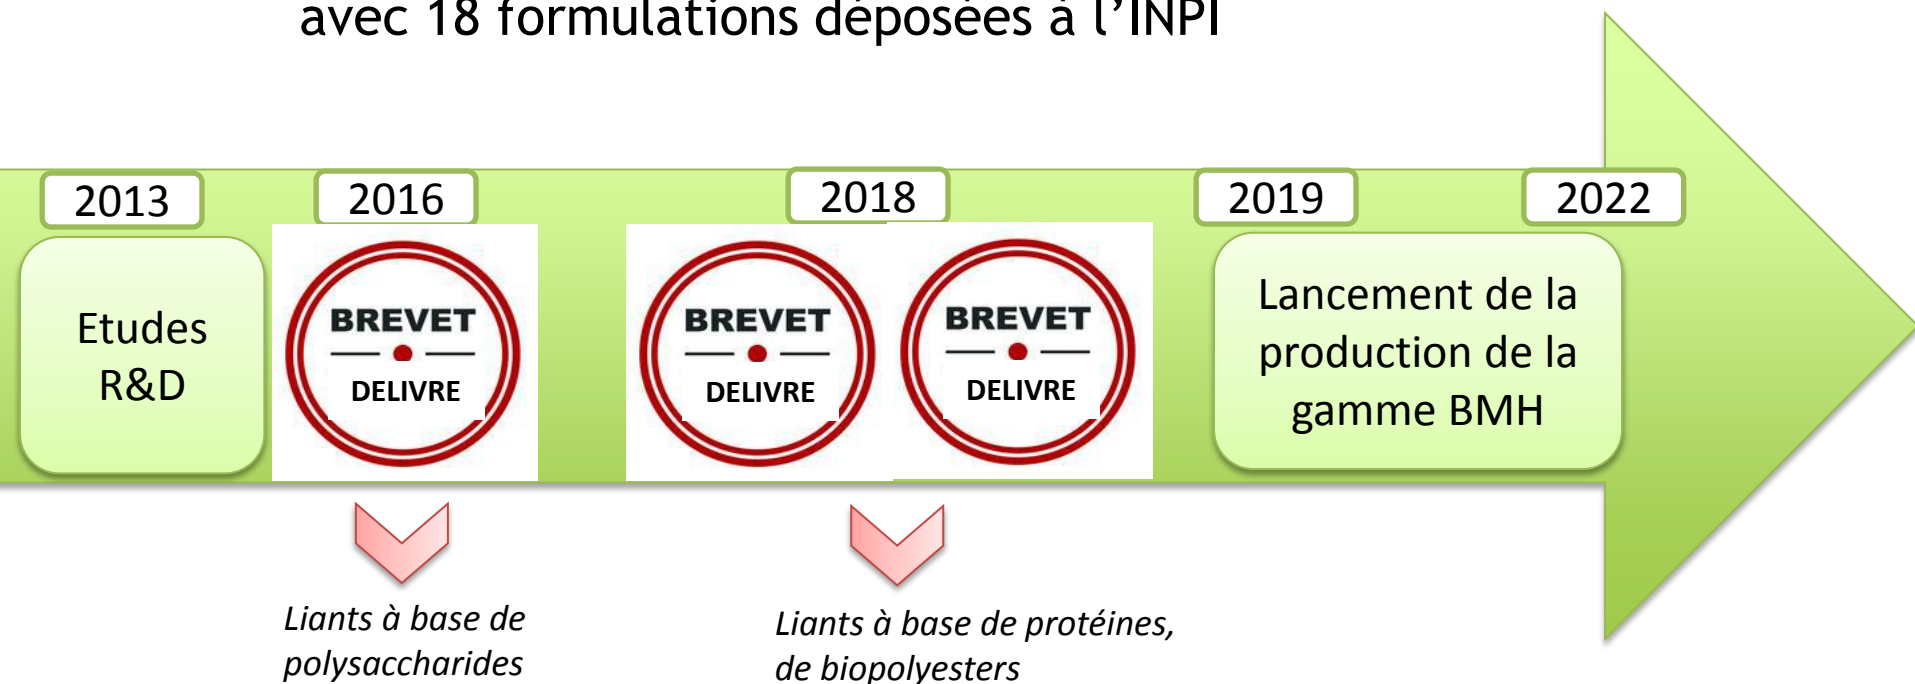 avec 18 formulations déposées à l’INPI
2013
2016
2018
2019
2022
Etudes
R&D
BREVET
DELIVRE
BREVET
DELIVRE
BREVET
DELIVRE
Lancement de la
production de la
gamme BMH
Liants à base de
polysaccharides
Liants à base de protéines,
de biopolyesters